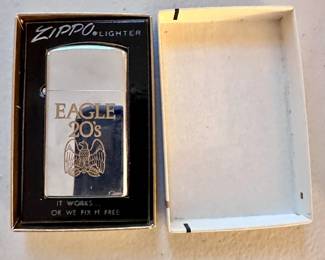 ZIPPO LIGHTER
EAGLE
20's
IT WORKS...
OR WE FIX IT FREE